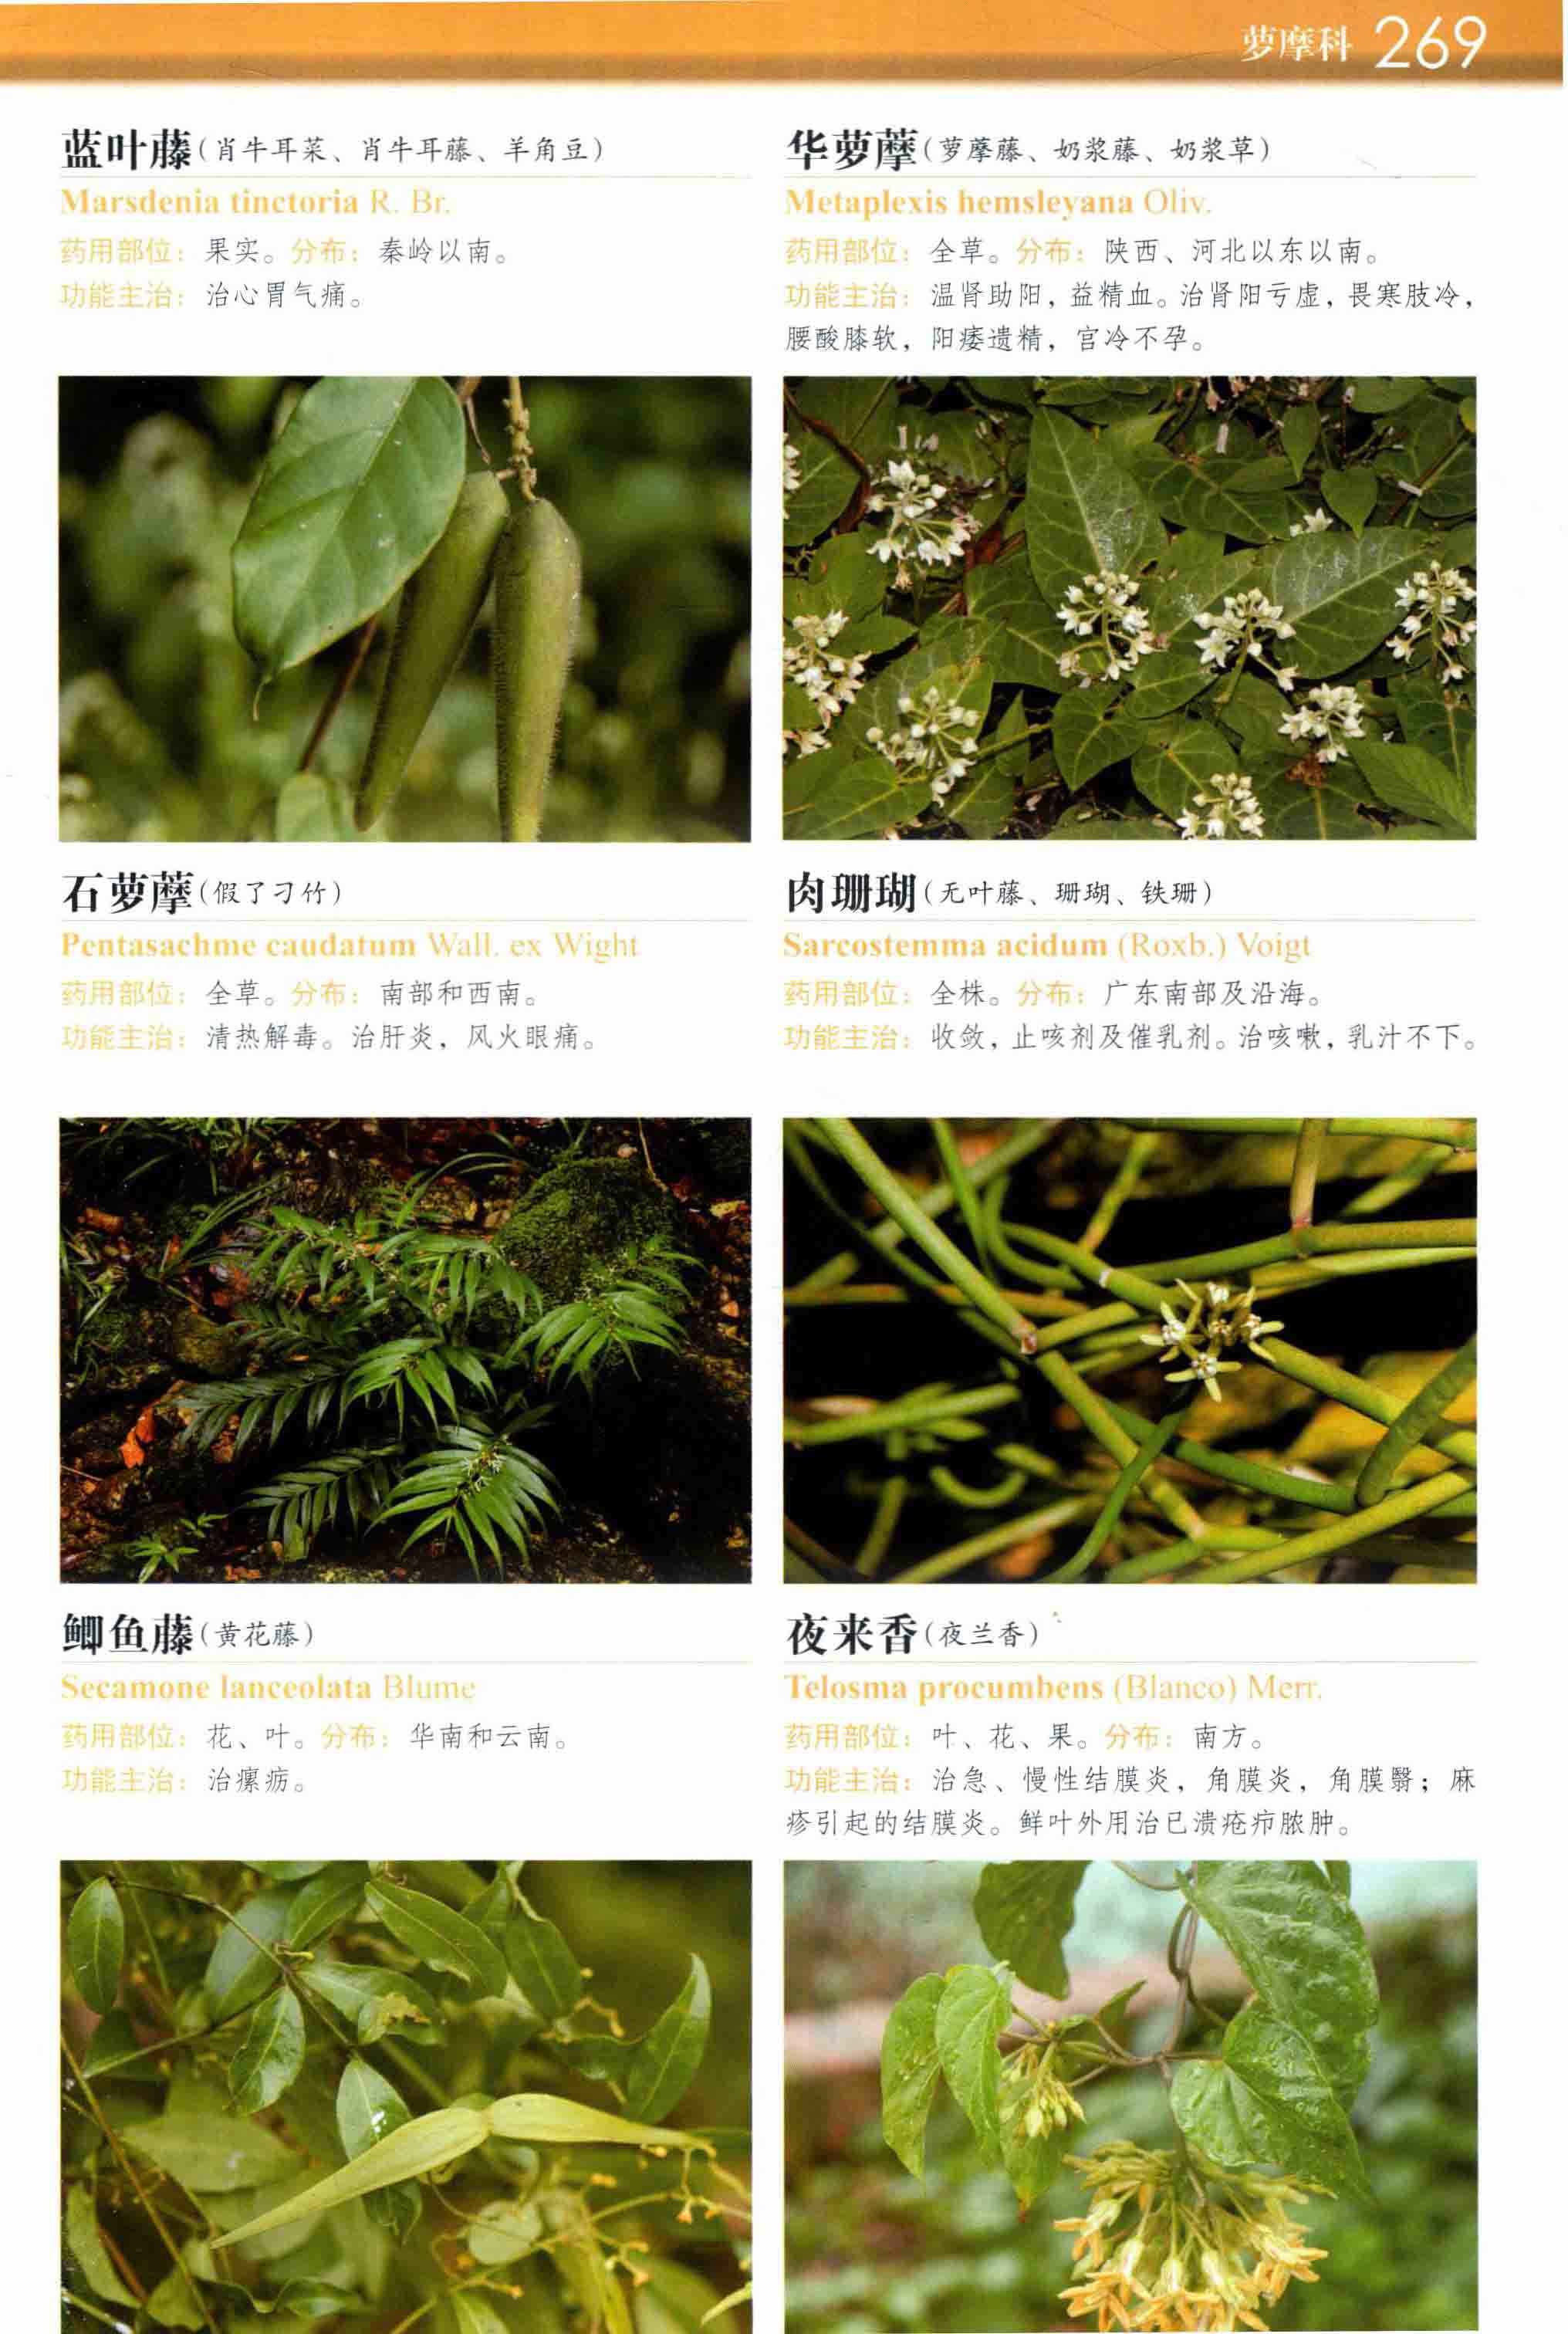 萝摩科 269
蓝叶藤(肖牛耳菜、肖牛耳藤、羊角豆)
Marsdenia tinctoria R. Br.
药用部位：果实。分布：秦岭以南。
功能主治：治心胃气痛。
华萝藦(萝摩藤、奶浆藤、奶浆草)
Metaplexis hemsleyana Oliv.
药用部位：全草。分布：陕西、河北以东以南。
功能主治：温肾助阳，益精血。治肾阳亏虚，畏寒肢冷，
腰酸膝软，阳痿遗精，宫冷不孕。
石萝藦(假了刁竹)
Pentasachme caudatum Wall. ex Wight
药用部位：全草。分布：南部和西南。
功能主治：清热解毒。治肝炎，风火眼痛。
肉珊瑚(无叶藤、珊瑚、铁珊)
Sarcostemma acidum (Roxb.) Voigt
药用部位：全株。分布：广东南部及沿海。
功能主治：收敛，止咳剂及催乳剂。治咳嗽，乳汁不下。
鲫鱼藤(黄花藤)
Secamone lanceolata Blume
药用部位：花、叶。分布：华南和云南。
功能主治：治瘰疬。
夜来香(夜兰香)
Telosma procumbens (Blanco) Merr.
药用部位：叶、花、果。分布：南方。
功能主治：治急、慢性结膜炎，角膜炎，角膜翳；麻
疹引起的结膜炎。鲜叶外用治已溃疮疖脓肿。